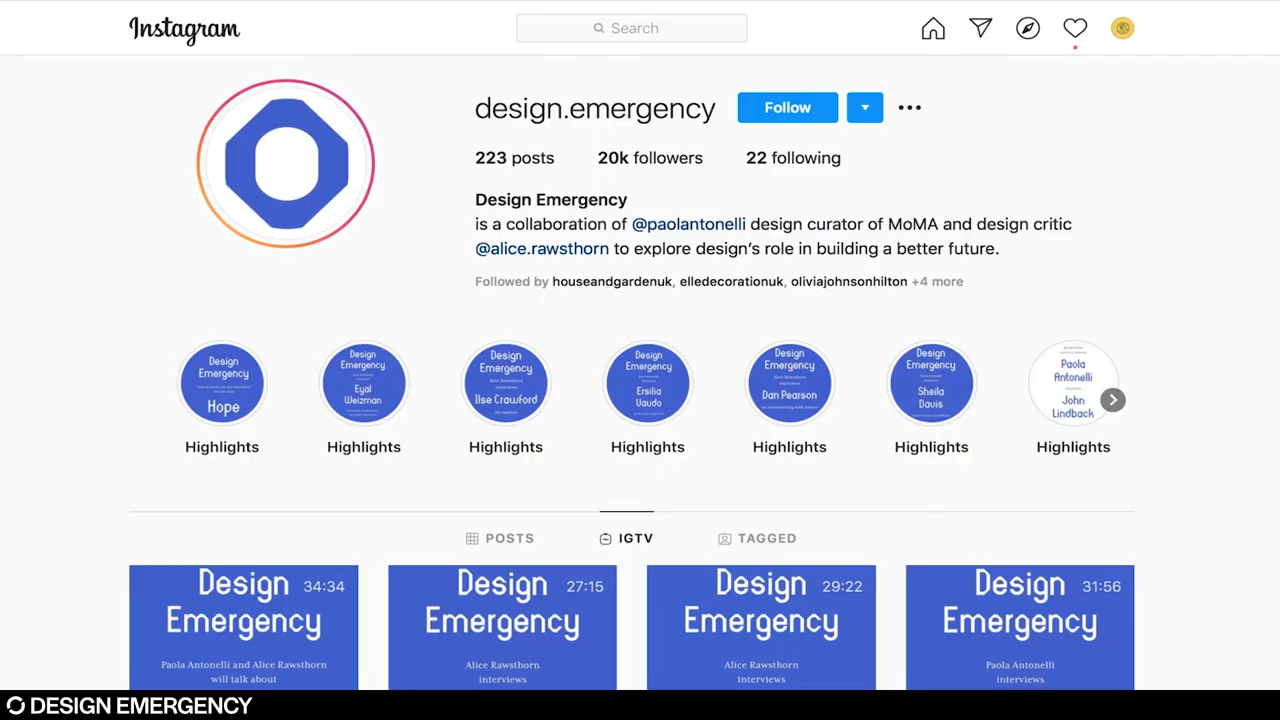 Instagram
Search
design.emergency
Follow
223 posts 20k followers 22 following
Design Emergency
is a collaboration of @paolantonelli design curator of MoMA and design critic
@alice.rawsthorn to explore design's role in building a better future.
Followed by houseandgardenuk, elledecorationuk, oliviajohnsonhilton +4 more
Design
Emergency
Hope
Design
Emergency
Eyal
Weizman
Design
Emergency
Alice Rawsthorn
interviews
Ilse Crawford
Design
Emergency
Ersilia
Vaudo
Design
Emergency
Dan Pearson
Design
Emergency
Sheila
Davis
Paola
Antonelli
John
Lindback
Highlights Highlights Highlights Highlights Highlights Highlights Highlights
POSTS IGTV TAGGED
Design 34:34
Emergency
Paola Antonelli and Alice Rawsthorn
will talk about
Design 27:15
Emergency
Alice Rawsthorn
interviews
Design 29:22
Emergency
Alice Rawsthorn
interviews
Design 31:56
Emergency
Paola Antonelli
interviews
DESIGN EMERGENCY